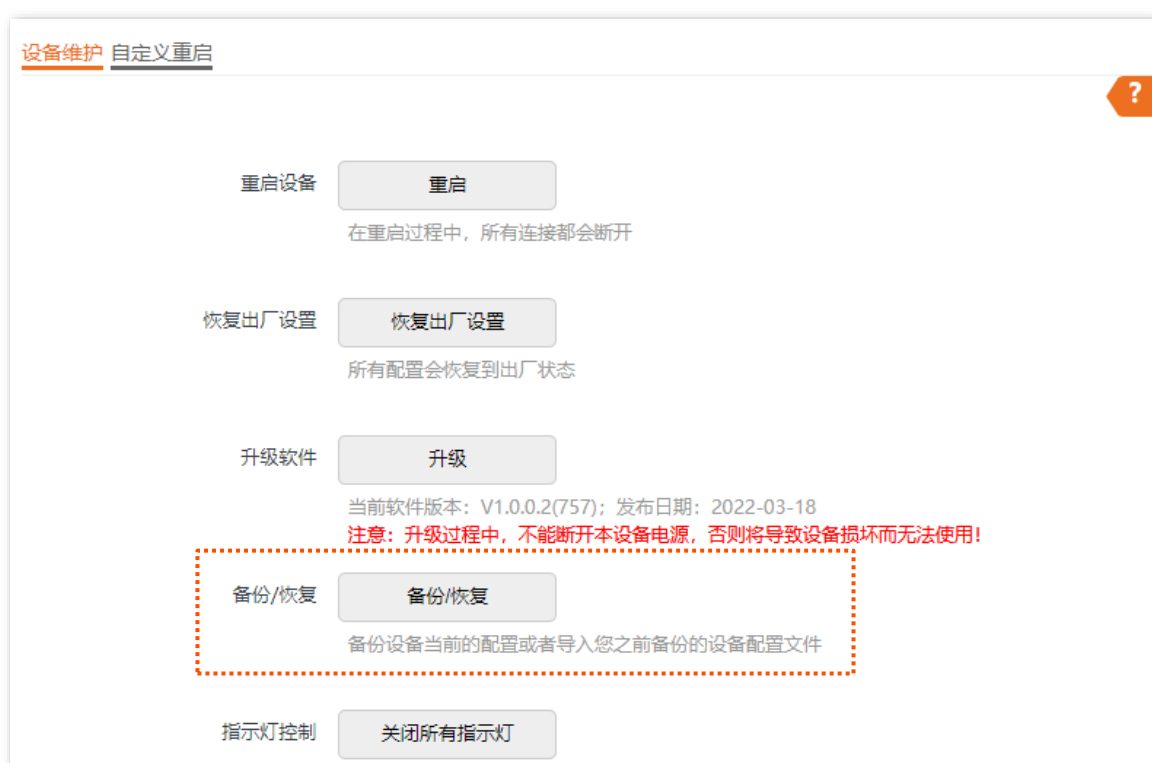 设备维护 自定义重启
?
重启设备 重启
在重启过程中，所有连接都会断开
恢复出厂设置 恢复出厂设置
所有配置会恢复到出厂状态
升级软件 升级
当前软件版本：V1.0.0.2(757)；发布日期：2022-03-18
注意：升级过程中，不能断开本设备电源，否则将导致设备损坏而无法使用！
备份/恢复 备份/恢复
备份设备当前的配置或者导入您之前备份的设备配置文件
指示灯控制 关闭所有指示灯